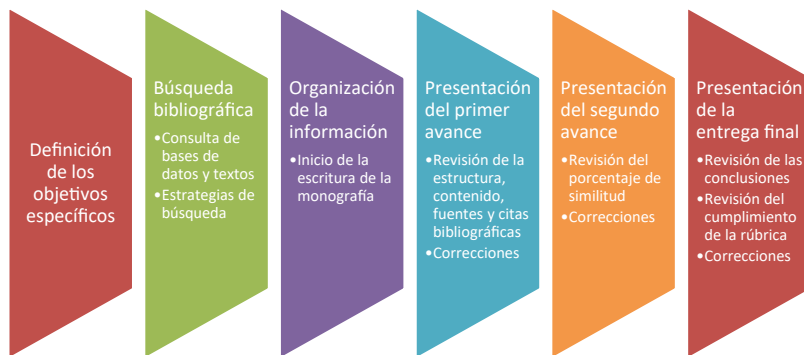 Definición
de los
objetivos
específicos
Búsqueda
bibliográfica
•Consulta de
bases de
datos y textos
•Estrategias de
búsqueda
Organización
de la
información
•Inicio de la
escritura de la
monografía
Presentación
del primer
avance
•Revisión de la
estructura,
contenido,
fuentes y citas
bibliográficas
•Correcciones
Presentación
del segundo
avance
•Revisión del
porcentaje de
similitud
•Correcciones
Presentación
de la
entrega final
•Revisión de las
conclusiones
•Revisión del
cumplimiento
de la rúbrica
•Correcciones